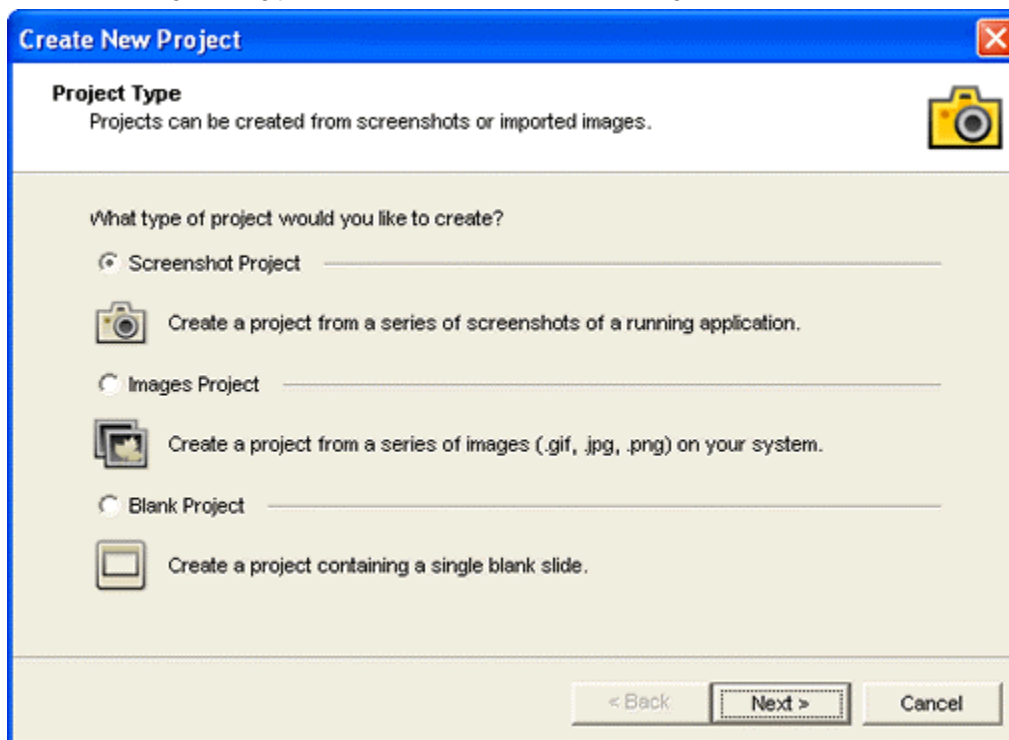 Create New Project
Project Type
Projects can be created from screenshots or imported images.
What type of project would you like to create?
Screenshot Project
Create a project from a series of screenshots of a running application.
Images Project
Create a project from a series of images (.gif, .jpg, .png) on your system.
Blank Project
Create a project containing a single blank slide.
< Back Next > Cancel